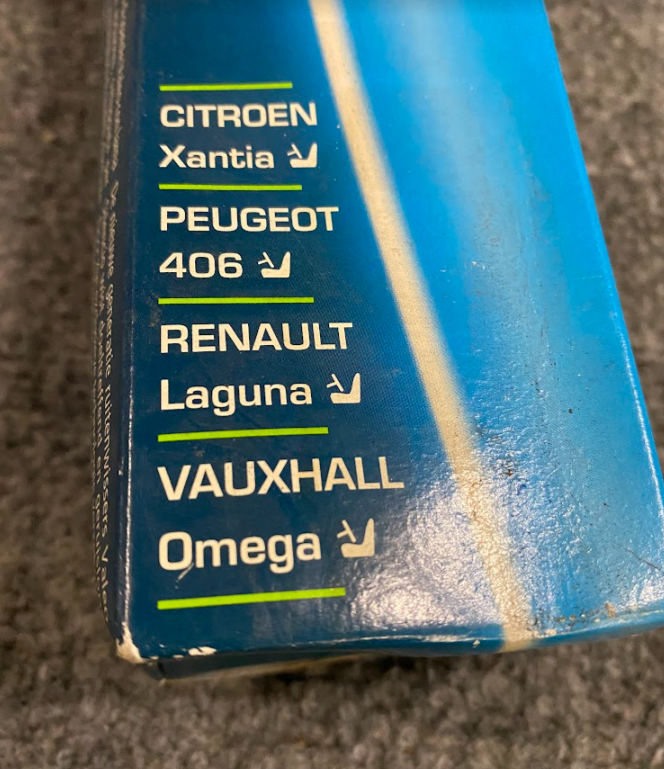 CITROEN
Xantia
PEUGEOT
406
RENAULT
Laguna
VAUXHALL
Omega